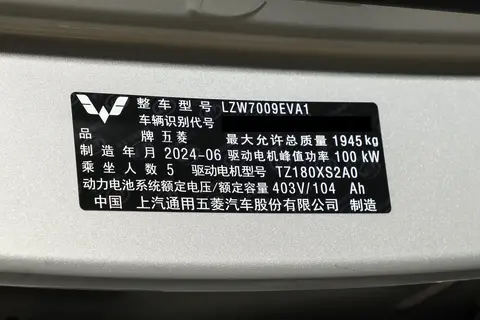 整车型号 LZW7009EVA1
车辆识别代号
品牌 五菱 最大允许总质量 1945kg
制造年月 2024-06 驱动电机峰值功率 100 kW
乘坐人数 5 驱动电机型号 TZ180XS2A0
动力电池系统额定电压/额定容量 403V/104 Ah
中国 上汽通用五菱汽车股份有限公司 制造